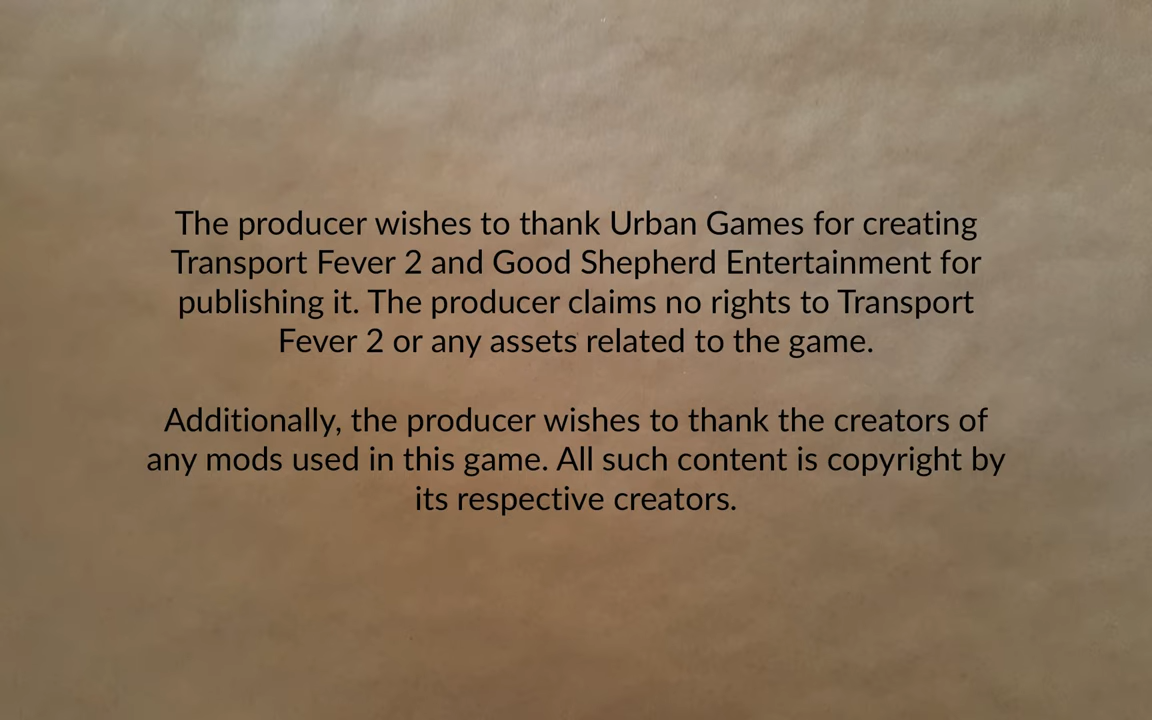 The producer wishes to thank Urban Games for creating
Transport Fever 2 and Good Shepherd Entertainment for
publishing it. The producer claims no rights to Transport
Fever 2 or any assets related to the game.
Additionally, the producer wishes to thank the creators of
any mods used in this game. All such content is copyright by
its respective creators.